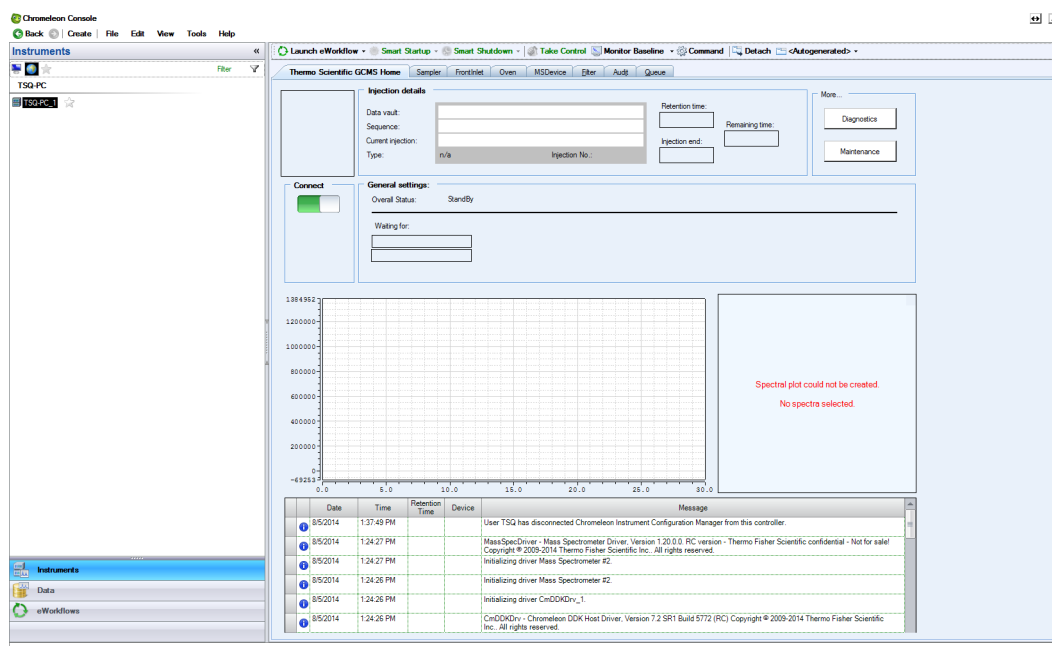 Chromeleon Console
Back Create File Edit View Tools Help
Instruments «
Launch eWorkflow Smart Startup Smart Shutdown Take Control Monitor Baseline Command Detach <Autogenerated>
Filter
TSQ-PC
TSQ-PC_1
Thermo Scientific GCMS Home Sampler FrontInlet Oven MSDevice Filter Audit Queue
Injection details
Data vault:
Sequence:
Current injection:
Type: n/a Injection No.:
Retention time:
Injection end:
Remaining time:
More...
Diagnostics
Maintenance
Connect
General settings:
Overall Status: StandBy
Waiting for:
1384952
1200000
1000000
800000
600000
400000
200000
0
-69253
0.0 5.0 10.0 15.0 20.0 25.0 30.0
Spectral plot could not be created.
No spectra selected.
Date Time Retention Time Device Message
8/5/2014 1:37:49 PM User TSQ has disconnected Chromeleon Instrument Configuration Manager from this controller.
8/5/2014 1:24:27 PM MassSpecDriver - Mass Spectrometer Driver, Version 1.20.0.0. RC version - Thermo Fisher Scientific confidential - Not for sale!
Copyright © 2009-2014 Thermo Fisher Scientific Inc.. All rights reserved.
8/5/2014 1:24:27 PM Initializing driver Mass Spectrometer #2.
8/5/2014 1:24:26 PM Initializing driver Mass Spectrometer #2.
8/5/2014 1:24:26 PM Initializing driver CmDDKDrv_1.
8/5/2014 1:24:26 PM CmDDKDrv - Chromeleon DDK Host Driver, Version 7.2 SR1 Build 5772 (RC) Copyright © 2009-2014 Thermo Fisher Scientific
Inc.. All rights reserved.
Instruments
Data
eWorkflows